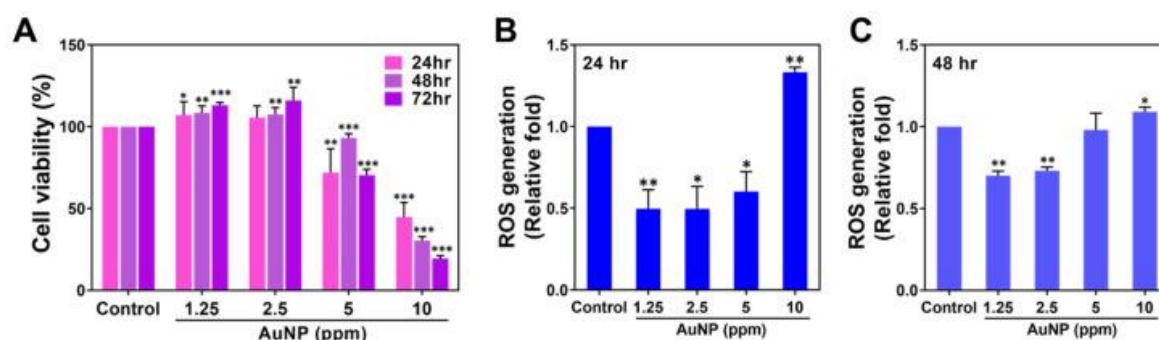 A
Cell viability (%)
150
100
50
0
24hr
48hr
72hr
* ** ***
** **
** *** ***
*** *** ***
Control 1.25 2.5 5 10
AuNP (ppm)
B
ROS generation
(Relative fold)
1.5
1.0
0.5
0.0
24 hr
** * * **
Control 1.25 2.5 5 10
AuNP (ppm)
C
ROS generation
(Relative fold)
1.5
1.0
0.5
0.0
48 hr
** ** *
Control 1.25 2.5 5 10
AuNP (ppm)